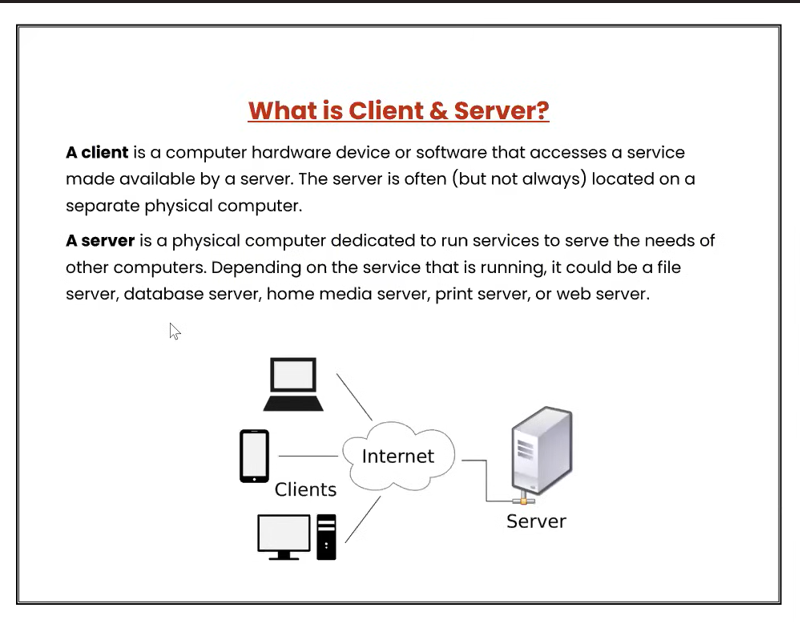 What is Client & Server?
A client is a computer hardware device or software that accesses a service
made available by a server. The server is often (but not always) located on a
separate physical computer.
A server is a physical computer dedicated to run services to serve the needs of
other computers. Depending on the service that is running, it could be a file
server, database server, home media server, print server, or web server.
Internet
Clients
Server